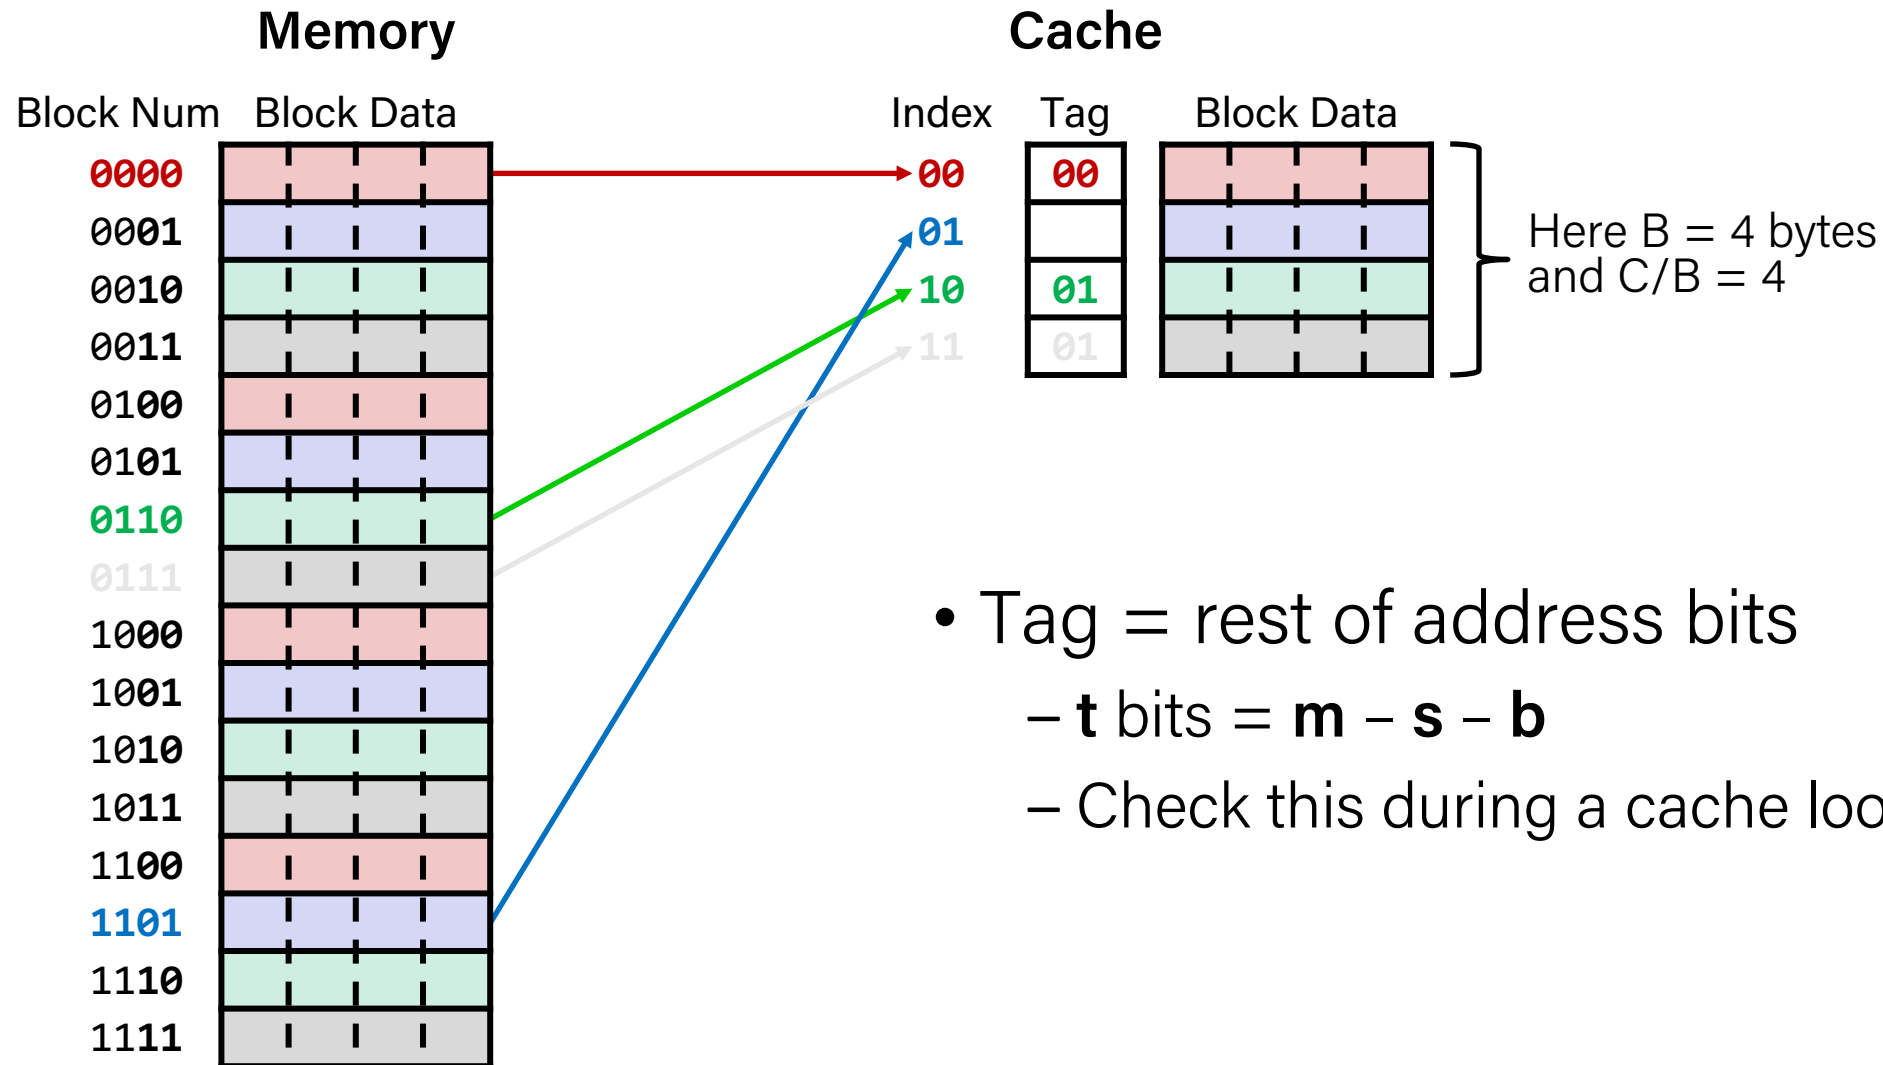 Memory
Cache
Block Num Block Data
Index Tag Block Data
0000 00 00
0001 01
0010 10 01
0011 11 01
0100
0101
0110
0111
1000
1001
1010
1011
1100
1101
1110
1111
Here B = 4 bytes
and C/B = 4
• Tag = rest of address bits
– t bits = m – s – b
– Check this during a cache